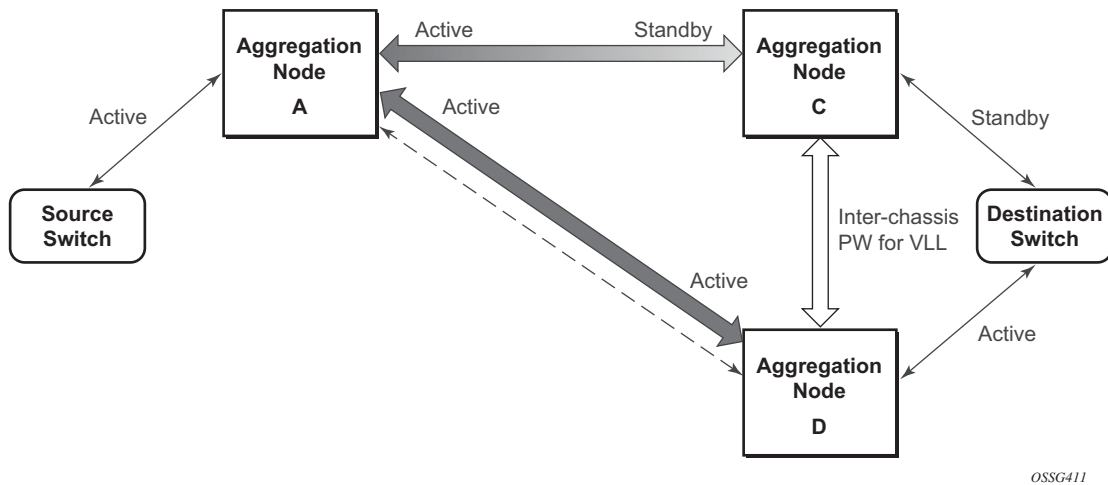 Active
Standby
Aggregation
Node
A
Aggregation
Node
C
Active
Active
Standby
Source
Switch
Inter-chassis
PW for VLL
Destination
Switch
Active
Active
Aggregation
Node
D
OSSG411